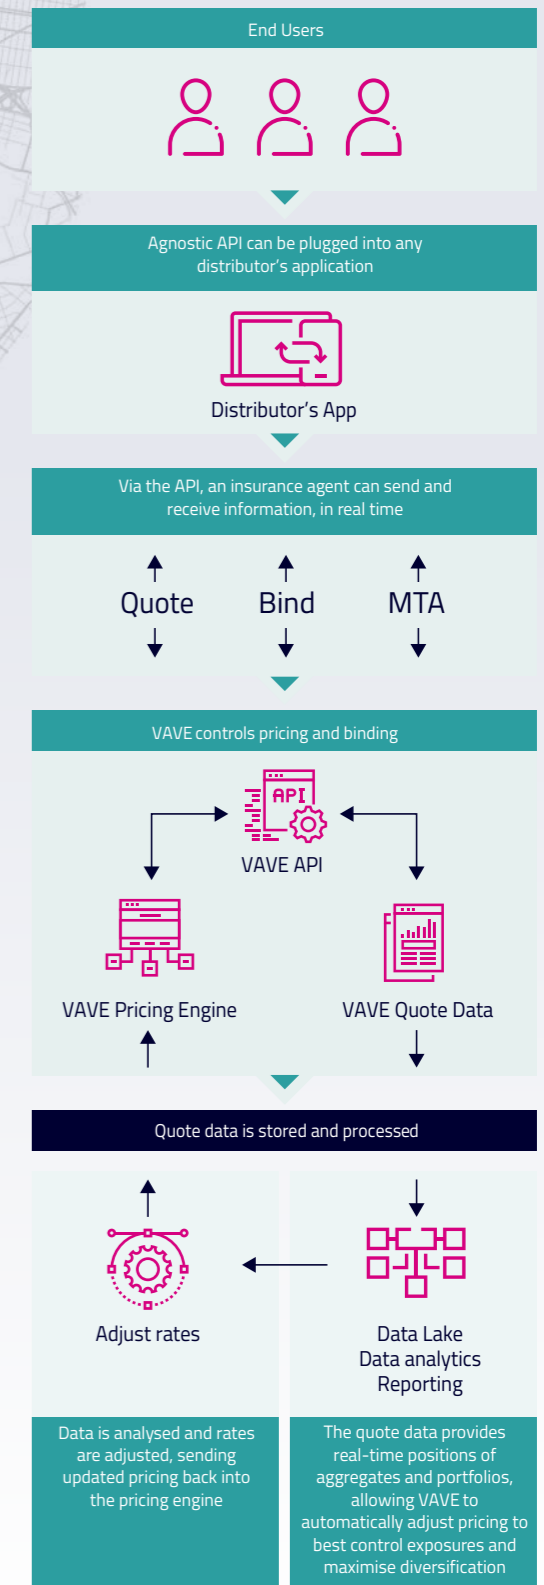 End Users
Agnostic API can be plugged into any
distributor's application
Distributor's App
Via the API, an insurance agent can send and
receive information, in real time
Quote
Bind
MTA
VAVE controls pricing and binding
API
VAVE API
VAVE Pricing Engine
VAVE Quote Data
Quote data is stored and processed
Adjust rates
Data Lake
Data analytics
Reporting
Data is analysed and rates
are adjusted, sending
updated pricing back into
the pricing engine
The quote data provides
real-time positions of
aggregates and portfolios,
allowing VAVE to
automatically adjust pricing to
best control exposures and
maximise diversification